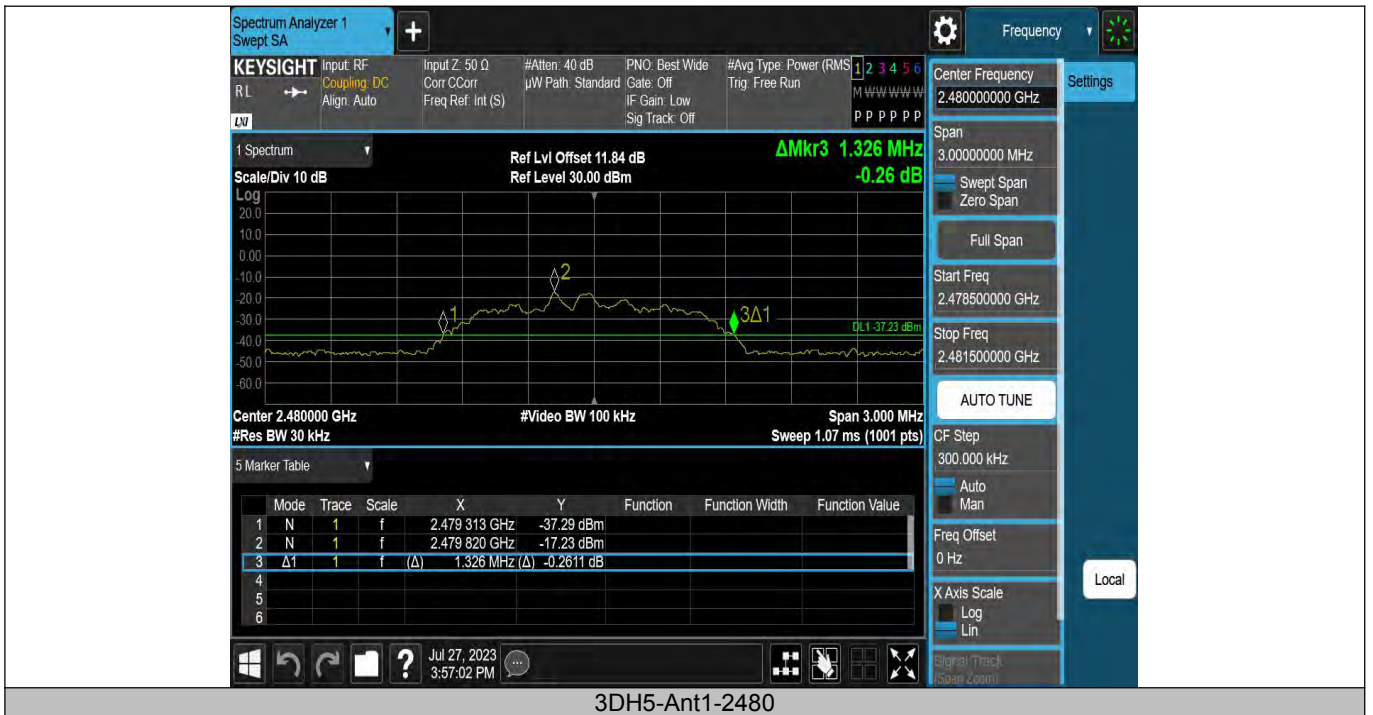 Spectrum Analyzer 1
Swept SA
+
Frequency
KEYSIGHT
RL
LXI
Input: RF
Coupling: DC
Align: Auto
Input Z: 50 Ω
Corr CCorr
Freq Ref: Int (S)
#Atten: 40 dB
µW Path: Standard
PNO: Best Wide
Gate: Off
IF Gain: Low
Sig Track: Off
#Avg Type: Power (RMS
Trig: Free Run
1 2 3 4 5 6
M W W W W W
P P P P P P
1 Spectrum
Scale/Div 10 dB
Ref Lvl Offset 11.84 dB
Ref Level 30.00 dBm
ΔMkr3 1.326 MHz
-0.26 dB
Log
20.0
10.0
0.00
-10.0
-20.0
-30.0
-40.0
-50.0
-60.0
1
2
3Δ1
DL1 -37.23 dBm
Center 2.480000 GHz
#Res BW 30 kHz
#Video BW 100 kHz
Span 3.000 MHz
Sweep 1.07 ms (1001 pts)
5 Marker Table
Mode Trace Scale X Y Function Function Width Function Value
1 N 1 f 2.479 313 GHz -37.29 dBm
2 N 1 f 2.479 820 GHz -17.23 dBm
3 Δ1 1 f (Δ) 1.326 MHz (Δ) -0.2611 dB
4
5
6
?
Jul 27, 2023
3:57:02 PM
Center Frequency
2.480000000 GHz
Settings
Span
3.00000000 MHz
Swept Span
Zero Span
Full Span
Start Freq
2.478500000 GHz
Stop Freq
2.481500000 GHz
AUTO TUNE
CF Step
300.000 kHz
Auto
Man
Freq Offset
0 Hz
X Axis Scale
Log
Lin
Signal Track
(Span Zoom)
Local
3DH5-Ant1-2480